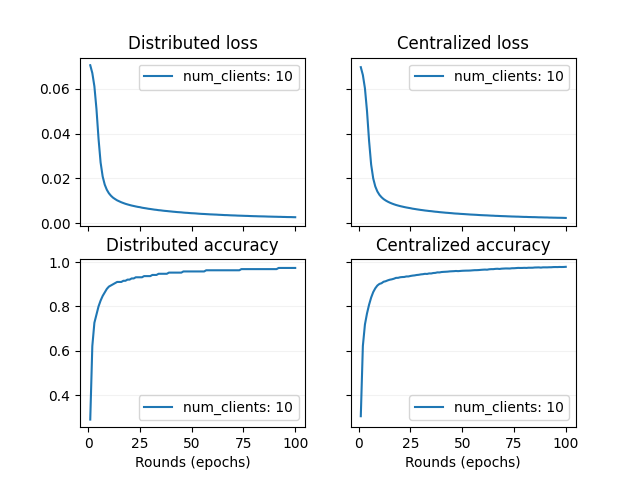 Distributed loss
Centralized loss
num_clients: 10
num_clients: 10
0.06
0.04
0.02
0.00
Distributed accuracy
Centralized accuracy
1.0
0.8
0.6
0.4
num_clients: 10
num_clients: 10
0 25 50 75 100
0 25 50 75 100
Rounds (epochs)
Rounds (epochs)